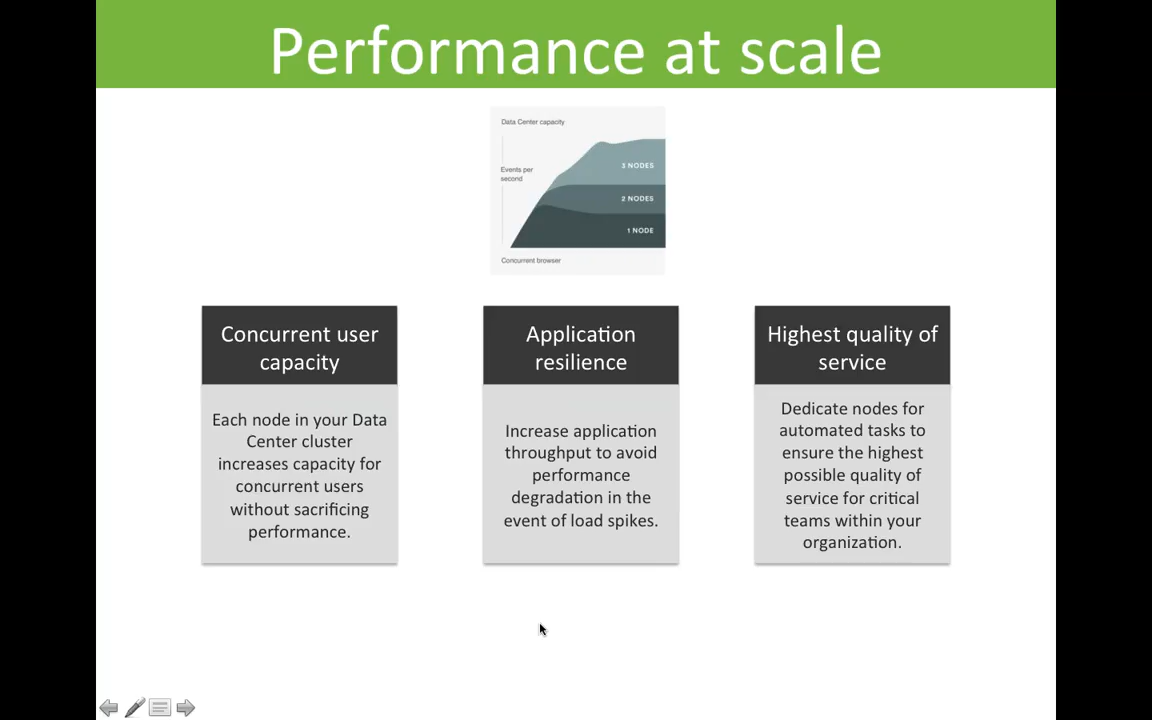 Performance at scale
Data Center capacity
Events per
second
3 NODES
2 NODES
1 NODE
Concurrent browser
Concurrent user
capacity
Each node in your Data
Center cluster
increases capacity for
concurrent users
without sacrificing
performance.
Application
resilience
Increase application
throughput to avoid
performance
degradation in the
event of load spikes.
Highest quality of
service
Dedicate nodes for
automated tasks to
ensure the highest
possible quality of
service for critical
teams within your
organization.